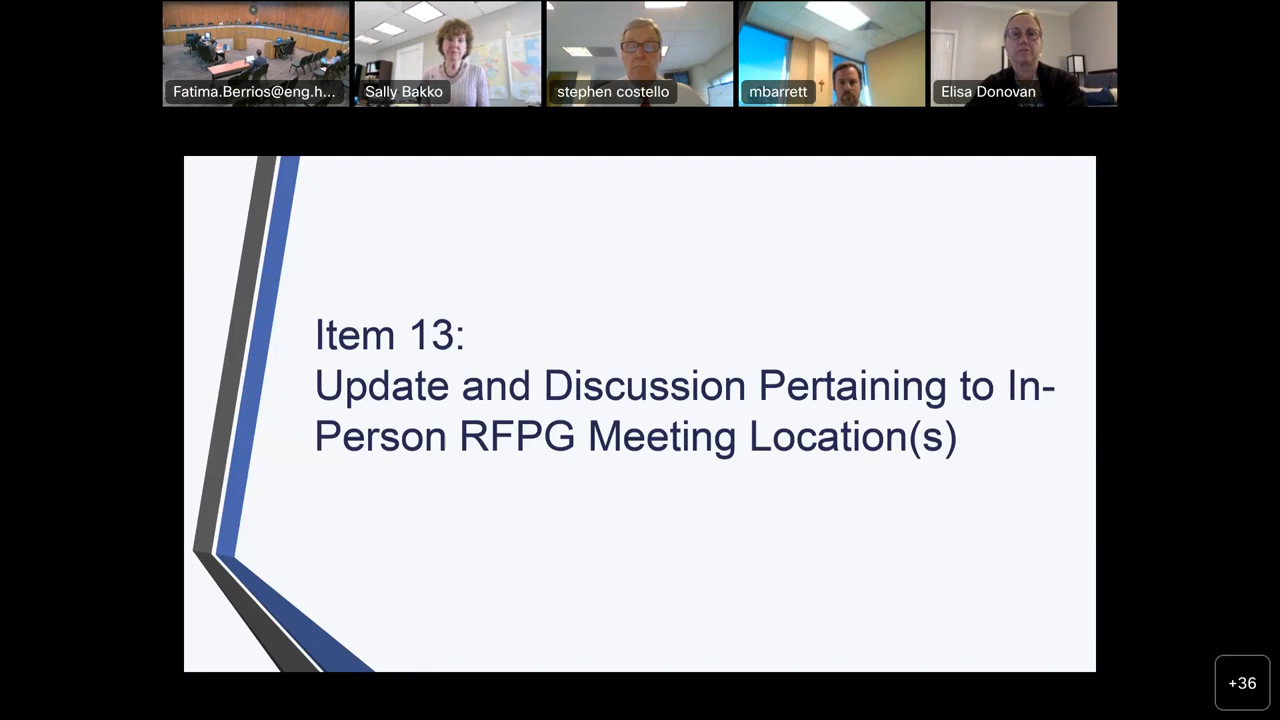 Fatima.Berrios@eng.h...
Sally Bakko
stephen costello
mbarrett
Elisa Donovan
Item 13:
Update and Discussion Pertaining to In-
Person RFPG Meeting Location(s)
+36